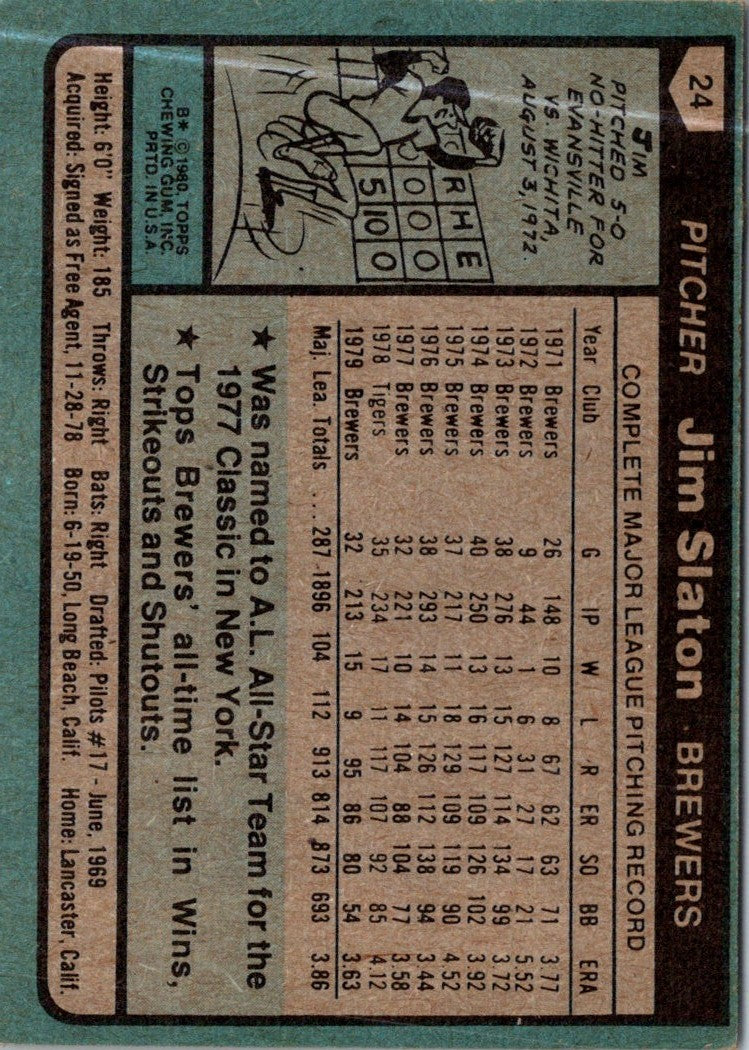 24
PITCHER Jim Slaton BREWERS
JIM
PITCHED 5-0
NO-HITTER FOR
EVANSVILLE
VS. WICHITA,
AUGUST 3, 1972.
R H E
0 0 0
5 10 0
B* © 1980. TOPPS
CHEWING GUM, INC.
PRTD. IN U.S.A.
COMPLETE MAJOR LEAGUE PITCHING RECORD
Year Club G IP W L R ER SO BB ERA
1971 Brewers 26 148 10 8 67 62 63 71 3.77
1972 Brewers 9 44 1 6 31 27 17 21 5.52
1973 Brewers 38 276 13 15 127 114 134 99 3.72
1974 Brewers 40 250 13 16 117 109 126 102 3.92
1975 Brewers 37 217 11 18 129 109 119 90 4.52
1976 Brewers 38 293 14 15 126 112 138 94 3.44
1977 Brewers 32 221 10 14 104 88 104 77 3.58
1978 Tigers 35 234 17 11 117 107 92 85 4.12
1979 Brewers 32 213 15 9 95 86 80 54 3.63
Maj. Lea. Totals .... 287 1896 104 112 913 814 873 693 3.86
★ Was named to A.L. All-Star Team for the
1977 Classic in New York.
★ Tops Brewers' all-time list in Wins,
Strikeouts and Shutouts.
Height: 6'0" Weight: 185 Throws: Right Bats: Right Drafted: Pilots #17 - June, 1969
Acquired: Signed as Free Agent, 11-28-78 Born: 6-19-50, Long Beach, Calif. Home: Lancaster, Calif.